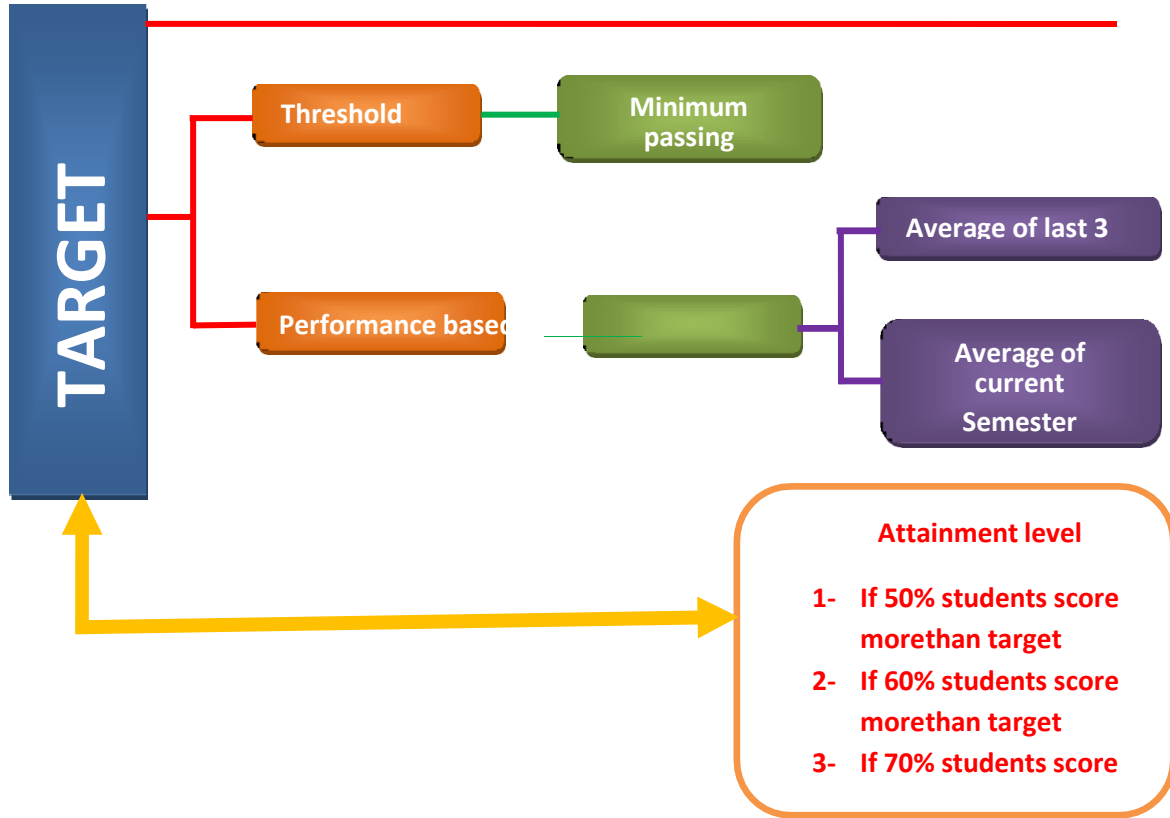 TARGET
Threshold
Minimum
passing
Performance based
Average of last 3
Average of
current
Semester
Attainment level
1- If 50% students score
morethan target
2- If 60% students score
morethan target
3- If 70% students score